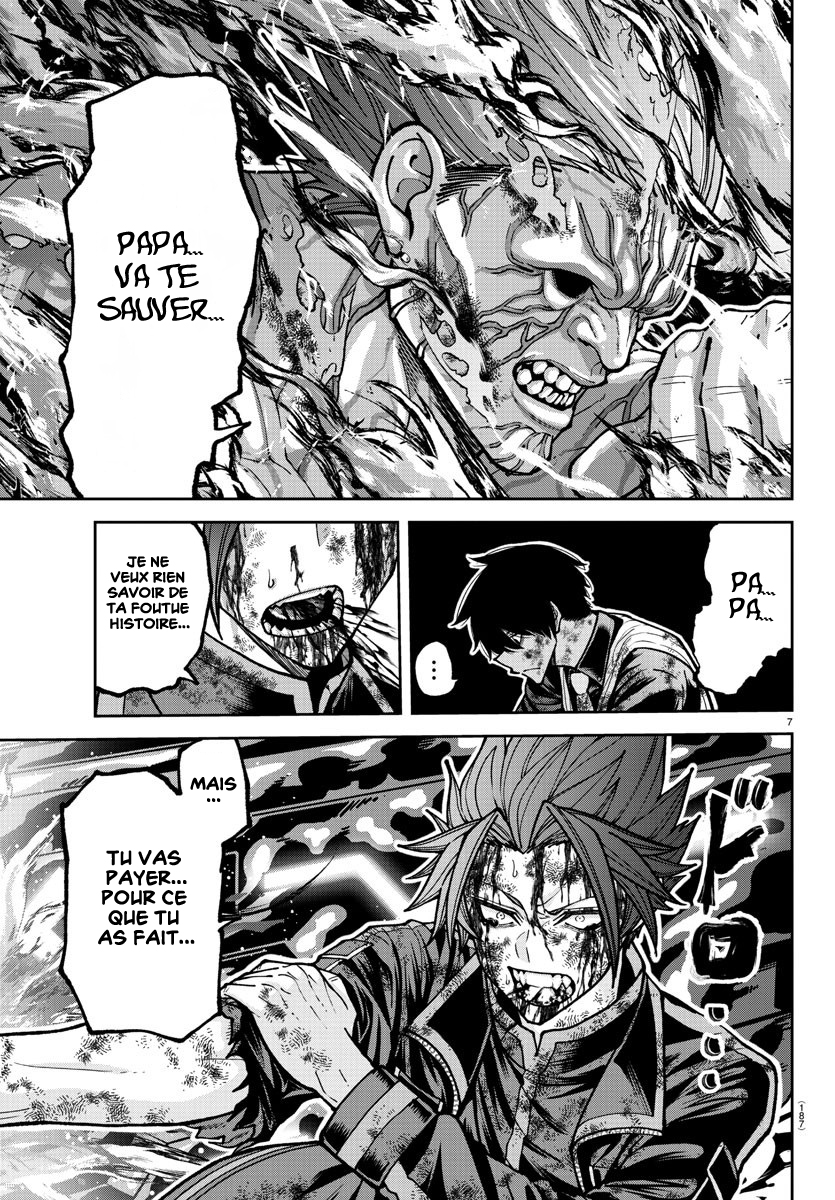 PAPA...
VA TE
SAUVER...
PA...
PA...
...
JE NE
VEUX RIEN
SAVOIR DE
TA FOUTUE
HISTOIRE...
7
MAIS
...
TU VAS
PAYER...
POUR CE
QUE TU
AS FAIT...
ドロ...
(187)